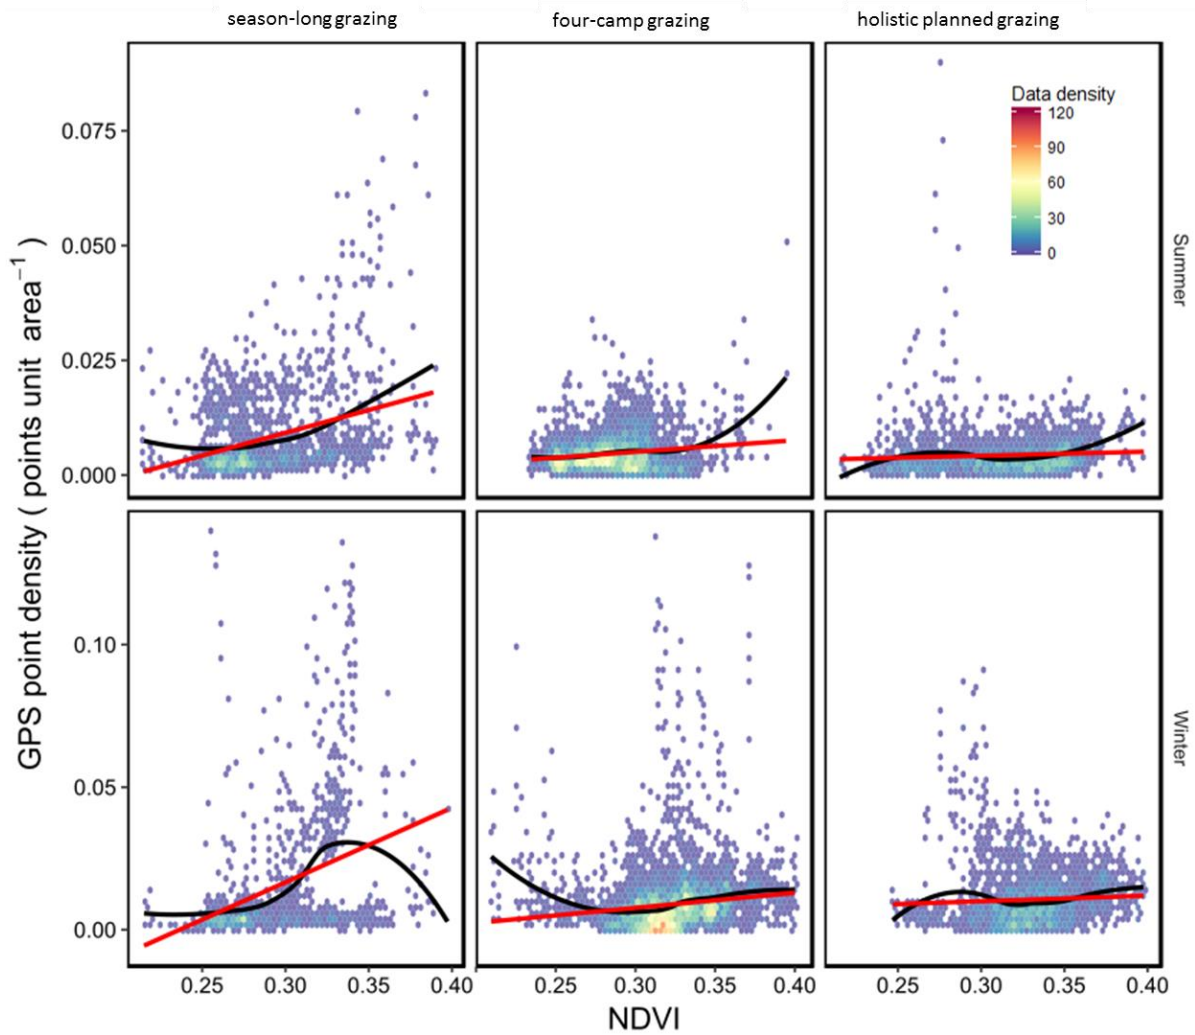 season-long grazing four-camp grazing holistic planned grazing
Data density
120
90
60
30
0
0.075
0.050
0.025
0.000
Summer
GPS point density ( points unit area⁻¹ )
0.10
0.05
0.00
Winter
0.25 0.30 0.35 0.40 0.25 0.30 0.35 0.40 0.25 0.30 0.35 0.40
NDVI